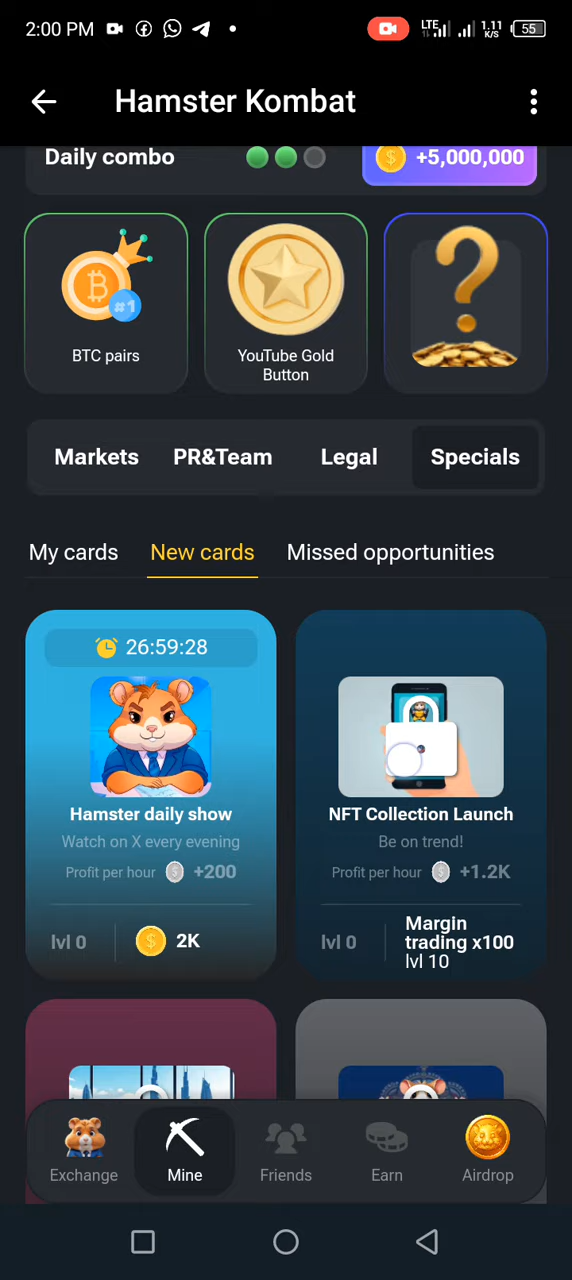 2:00 PM
LTE
1.11
K/S
55
Hamster Kombat
Daily combo
+5,000,000
#1
BTC pairs
YouTube Gold
Button
Markets
PR&Team
Legal
Specials
My cards
New cards
Missed opportunities
26:59:28
Hamster daily show
Watch on X every evening
Profit per hour
+200
lvl 0
2K
NFT Collection Launch
Be on trend!
Profit per hour
+1.2K
lvl 0
Margin
trading x100
lvl 10
Exchange
Mine
Friends
Earn
Airdrop